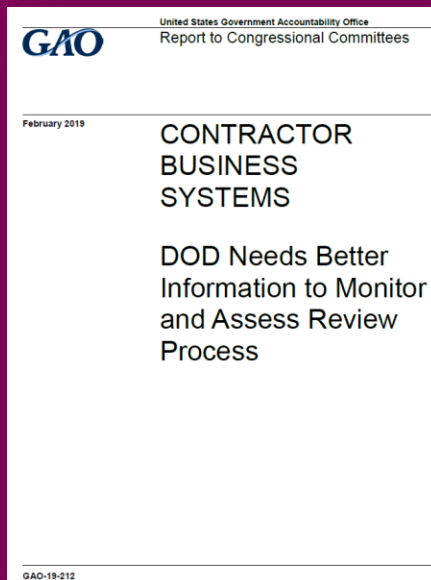 United States Government Accountability Office
GAO
Report to Congressional Committees
February 2019
CONTRACTOR
BUSINESS
SYSTEMS
DOD Needs Better
Information to Monitor
and Assess Review
Process
GAO-19-212